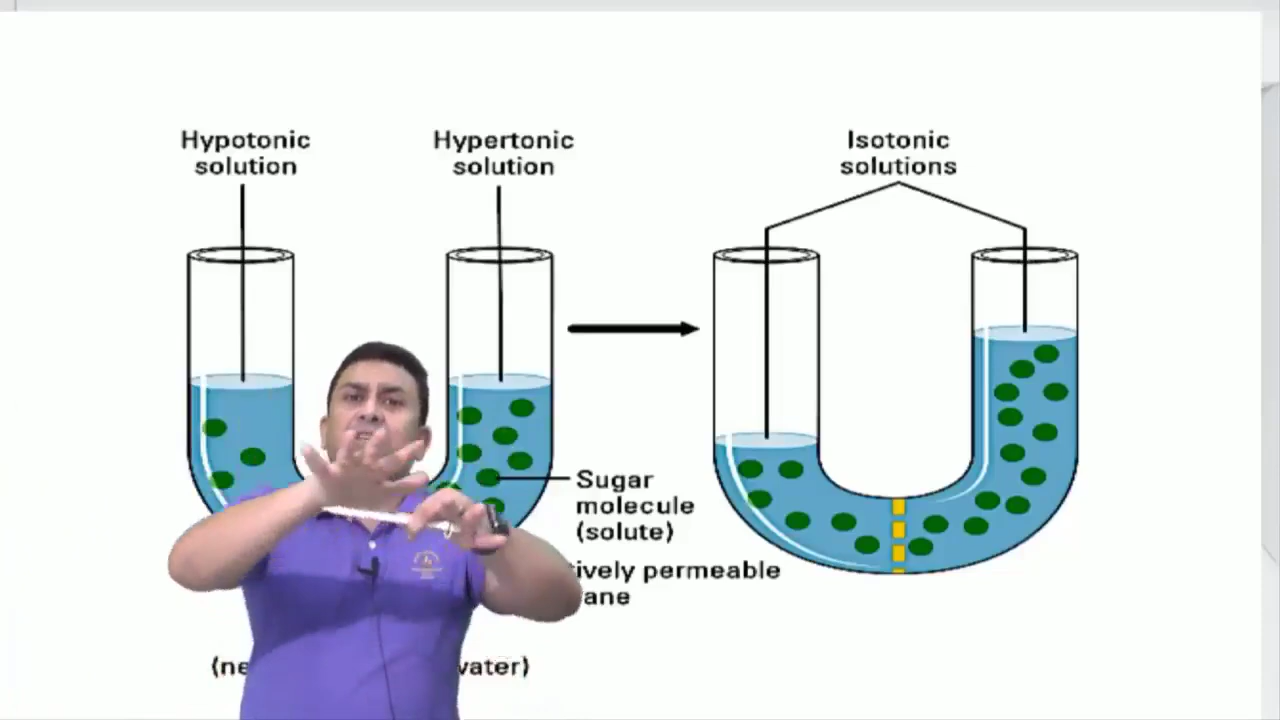 Hypotonic
solution
Hypertonic
solution
Isotonic
solutions
Sugar
molecule
(solute)
tively permeable
ane
(ne
water)